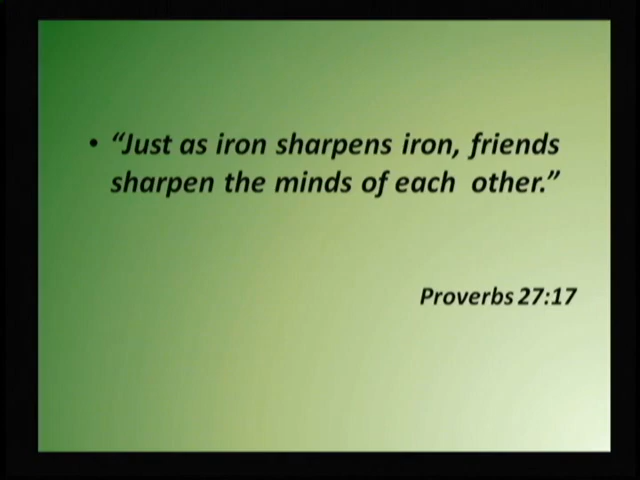 • “Just as iron sharpens iron, friends
sharpen the minds of each other.”
Proverbs 27:17